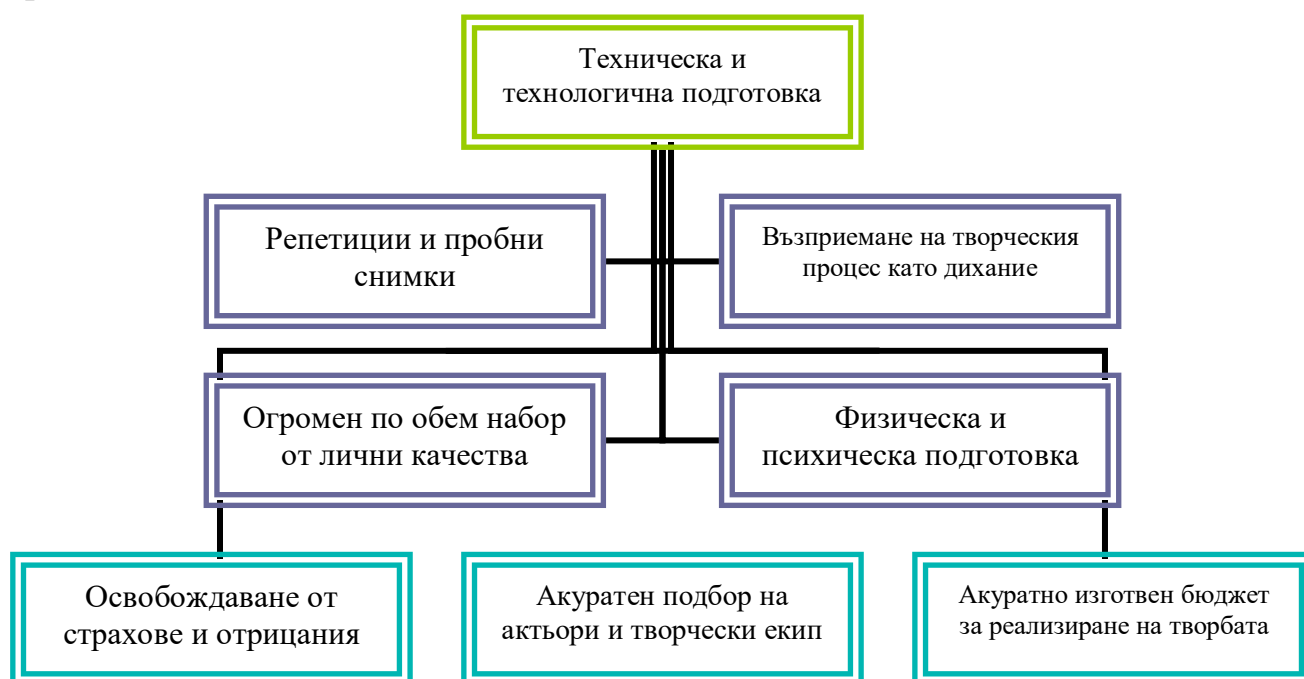 Техническа и
технологична подготовка
Репетиции и пробни
снимки
Възприемане на творческия
процес като дихание
Огромен по обем набор
от лични качества
Физическа и
психическа подготовка
Освобождаване от
страхове и отрицания
Акуратен подбор на
актьори и творчески екип
Акуратно изготвен бюджет
за реализиране на творбата